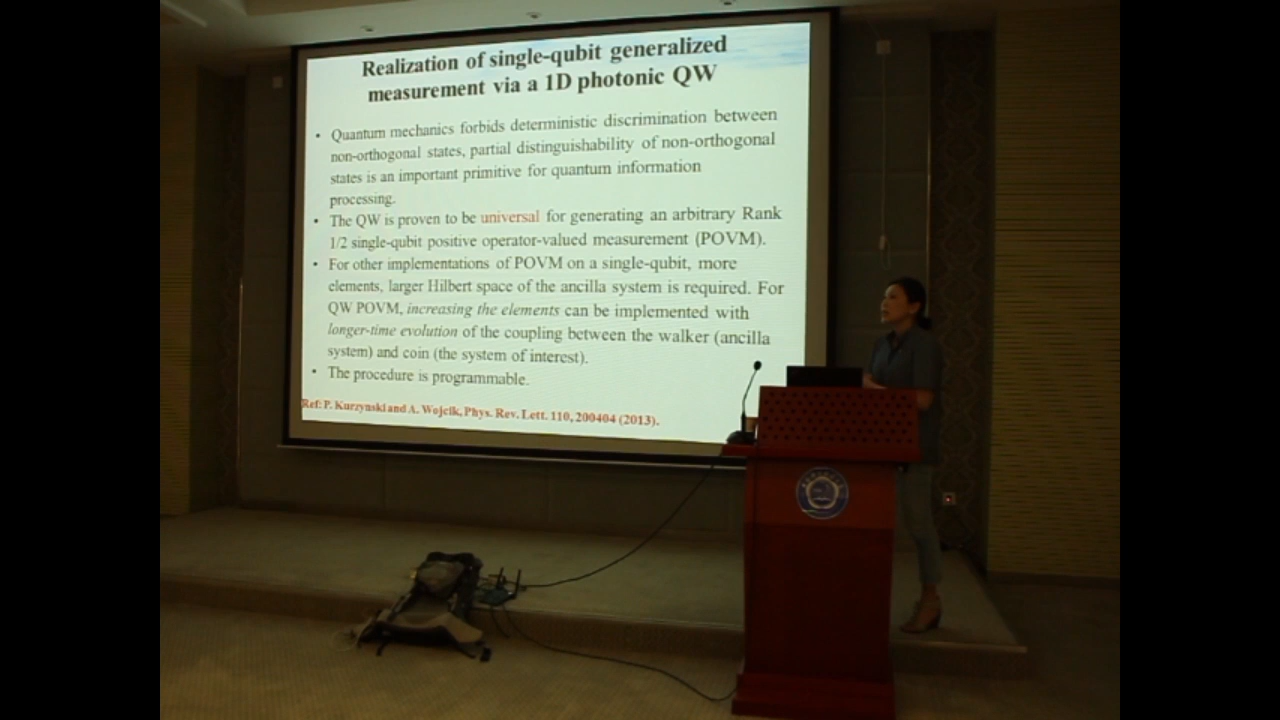 Realization of single-qubit generalized
measurement via a 1D photonic QW
• Quantum mechanics forbids deterministic discrimination between
non-orthogonal states, partial distinguishability of non-orthogonal
states is an important primitive for quantum information
processing.
• The QW is proven to be universal for generating an arbitrary Rank
1/2 single-qubit positive operator-valued measurement (POVM).
• For other implementations of POVM on a single-qubit, more
elements, larger Hilbert space of the ancilla system is required. For
QW POVM, increasing the elements can be implemented with
longer-time evolution of the coupling between the walker (ancilla
system) and coin (the system of interest).
• The procedure is programmable.
Ref: P. Kurzynski and A. Wojcik, Phys. Rev. Lett. 110, 200404 (2013).